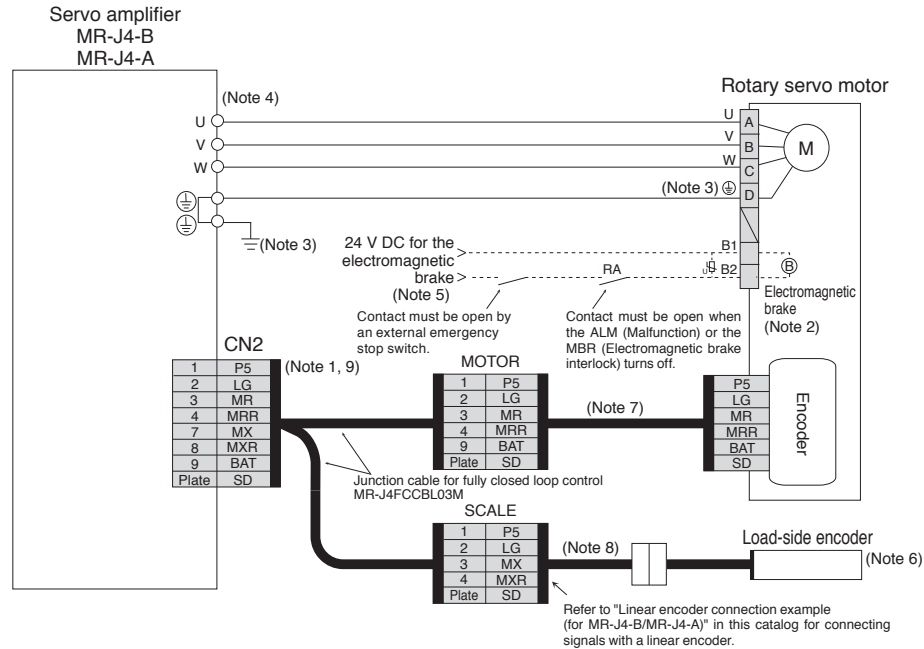 Servo amplifier
MR-J4-B
MR-J4-A
Rotary servo motor
(Note 4)
U
V
W
U
V
W
A
B
C
D
M
(Note 3)
(Note 3)
24 V DC for the
electromagnetic
brake
(Note 5)
RA
B1
U
B2
B
Electromagnetic
brake
(Note 2)
Contact must be open by
an external emergency
stop switch.
Contact must be open when
the ALM (Malfunction) or the
MBR (Electromagnetic brake
interlock) turns off.
CN2
(Note 1, 9)
1 P5
2 LG
3 MR
4 MRR
7 MX
8 MXR
9 BAT
Plate SD
MOTOR
1 P5
2 LG
3 MR
4 MRR
9 BAT
Plate SD
(Note 7)
P5
LG
MR
MRR
BAT
SD
Encoder
Junction cable for fully closed loop control
MR-J4FCCBL03M
SCALE
1 P5
2 LG
3 MX
4 MXR
Plate SD
(Note 8)
Load-side encoder
(Note 6)
Refer to "Linear encoder connection example
(for MR-J4-B/MR-J4-A)" in this catalog for connecting
signals with a linear encoder.